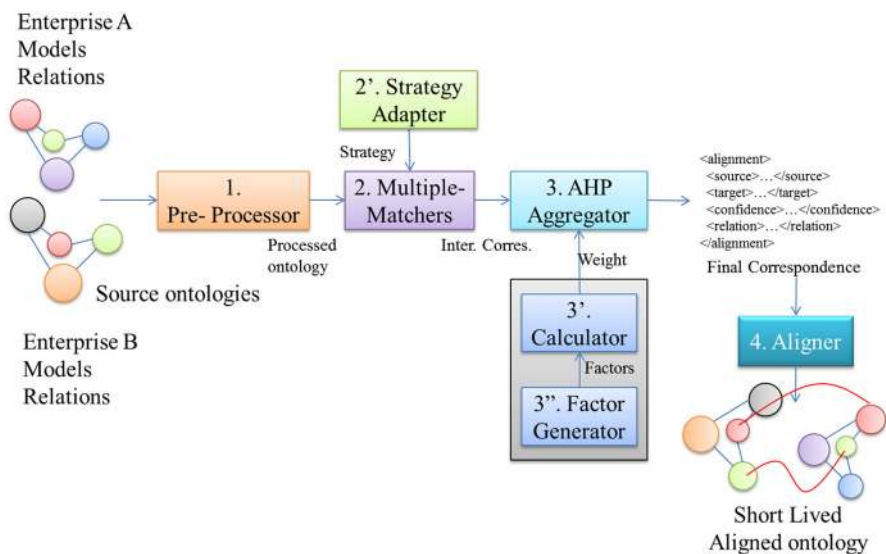 Enterprise A
Models
Relations
2’. Strategy
Adapter
Strategy
1.
Pre- Processor
2. Multiple-
Matchers
3. AHP
Aggregator
<alignment>
<source>…</source>
<target>…</target>
<confidence>…</confidence>
<relation>…</relation>
</alignment>
Processed
ontology
Inter. Corres.
Weight
Final Correspondence
Source ontologies
3’.
Calculator
Factors
3”. Factor
Generator
4. Aligner
Enterprise B
Models
Relations
Short Lived
Aligned ontology